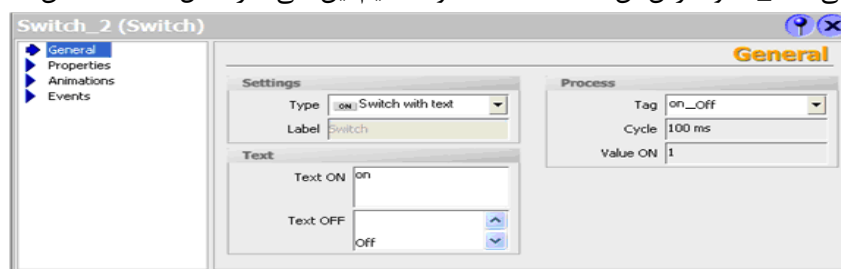 Switch_2 (Switch)
General
Properties
Animations
Events
General
Settings
Type
ON Switch with text
Label
Switch
Text
Text ON
on
Text OFF
Off
Process
Tag
on_Off
Cycle
100 ms
Value ON
1